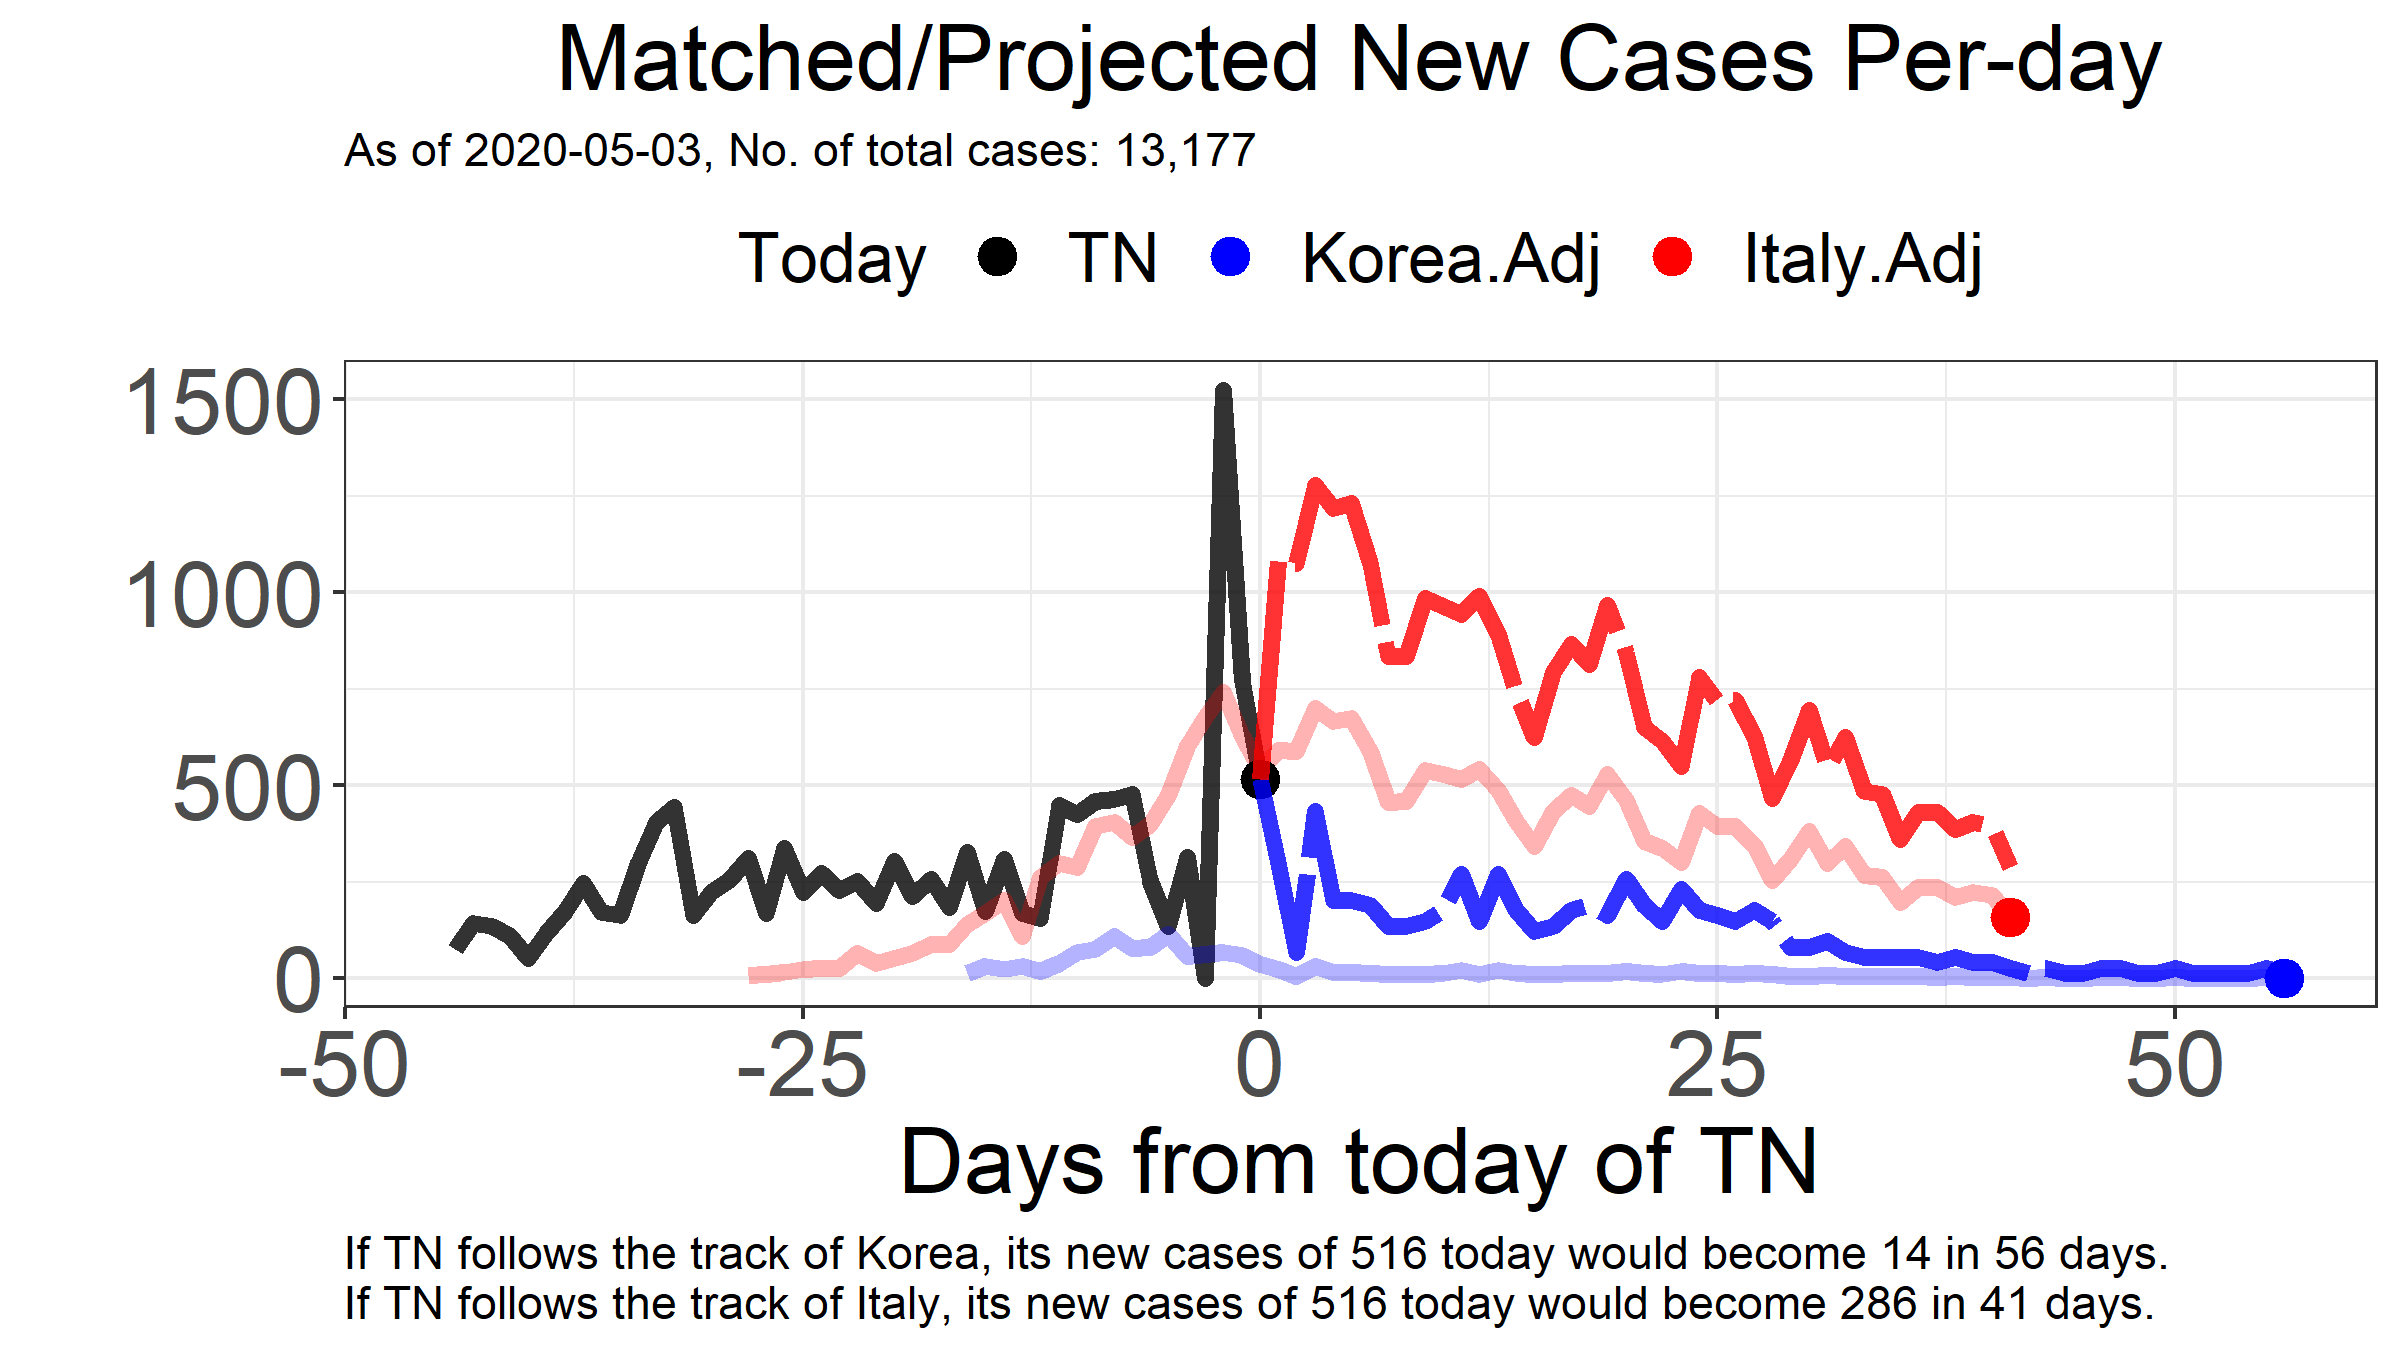 Matched/Projected New Cases Per-day
As of 2020-05-03, No. of total cases: 13,177
Today TN Korea.Adj Italy.Adj
1500
1000
500
0
-50 -25 0 25 50
Days from today of TN
If TN follows the track of Korea, its new cases of 516 today would become 14 in 56 days.
If TN follows the track of Italy, its new cases of 516 today would become 286 in 41 days.